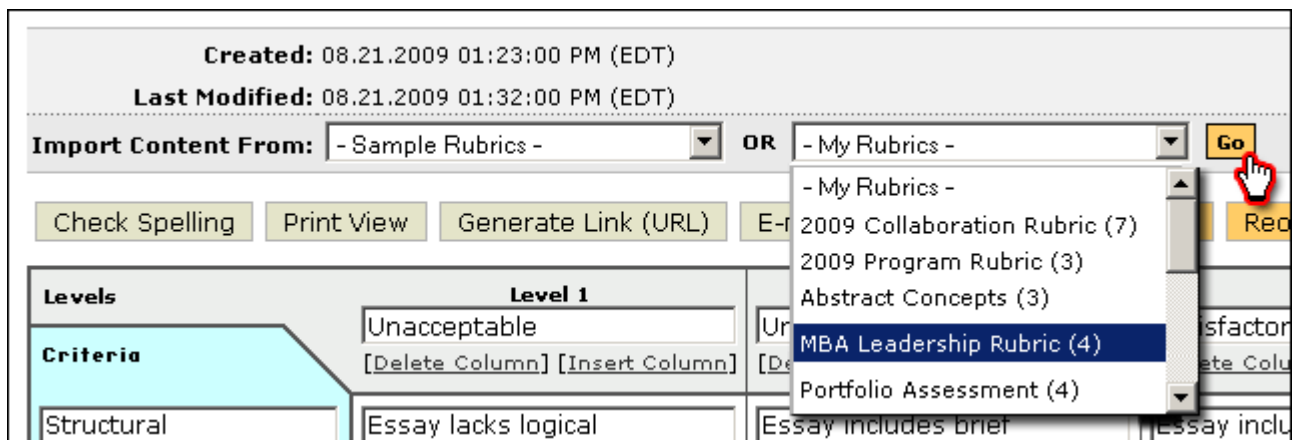 Created: 08.21.2009 01:23:00 PM (EDT)
Last Modified: 08.21.2009 01:32:00 PM (EDT)
Import Content From: - Sample Rubrics - OR - My Rubrics - Go
- My Rubrics -
2009 Collaboration Rubric (7)
2009 Program Rubric (3)
Abstract Concepts (3)
MBA Leadership Rubric (4)
Portfolio Assessment (4)
Check Spelling Print View Generate Link (URL)
Levels Level 1
Unacceptable
Criteria [Delete Column] [Insert Column]
Structural Essay lacks logical Essay includes brief Essay